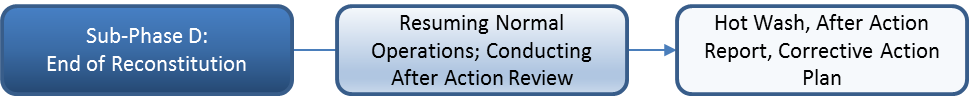 Sub-Phase D:
End of Reconstitution
Resuming Normal
Operations; Conducting
After Action Review
Hot Wash, After Action
Report, Corrective Action
Plan